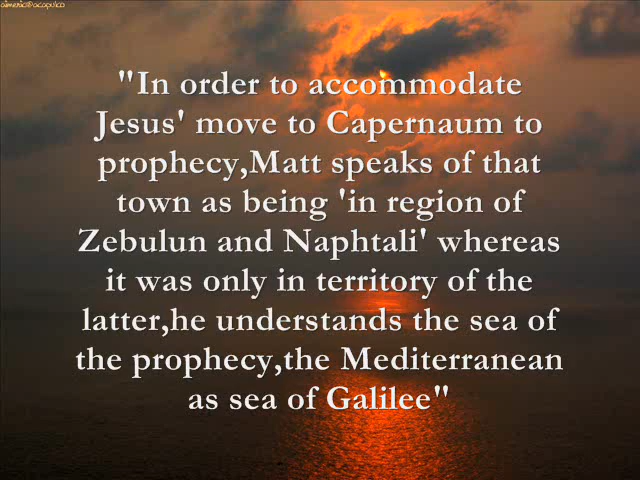 "In order to accommodate
Jesus' move to Capernaum to
prophecy,Matt speaks of that
town as being 'in region of
Zebulun and Naphtali' whereas
it was only in territory of the
latter,he understands the sea of
the prophecy,the Mediterranean
as sea of Galilee"